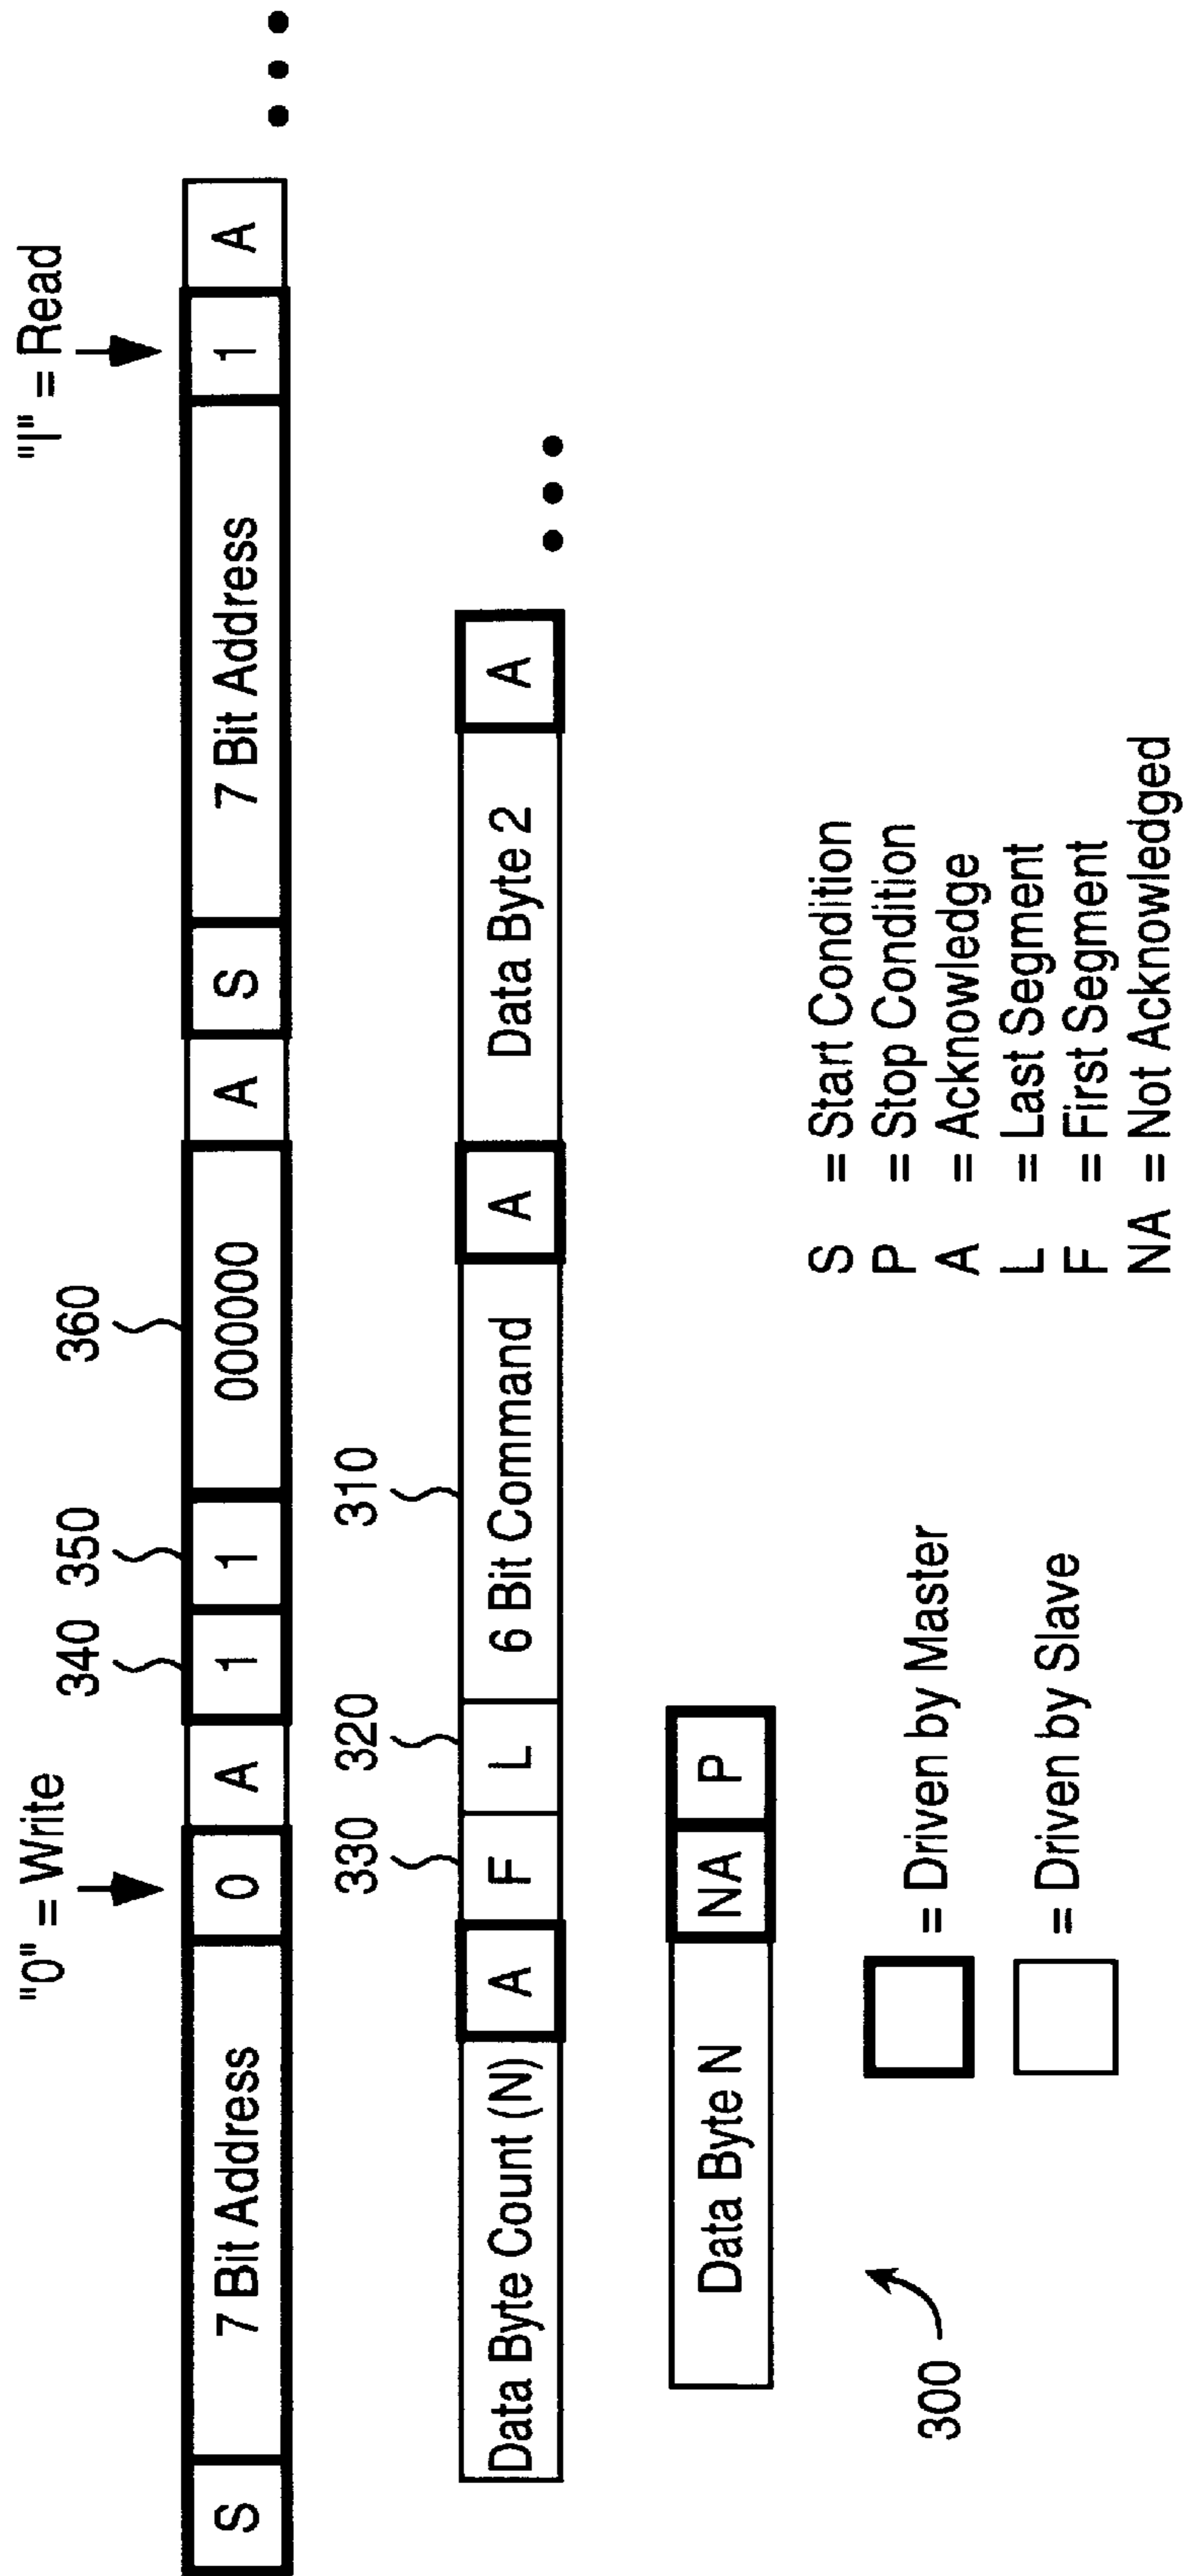 "0" = Write
"|" = Read
340
350
360
S 7 Bit Address 0 A 1 1 000000 A S 7 Bit Address 1 A
330
320
310
Data Byte Count (N) A F L 6 Bit Command A Data Byte 2 A
Data Byte N NA P
300
= Driven by Master
= Driven by Slave
S = Start Condition
P = Stop Condition
A = Acknowledge
L = Last Segment
F = First Segment
NA = Not Acknowledged